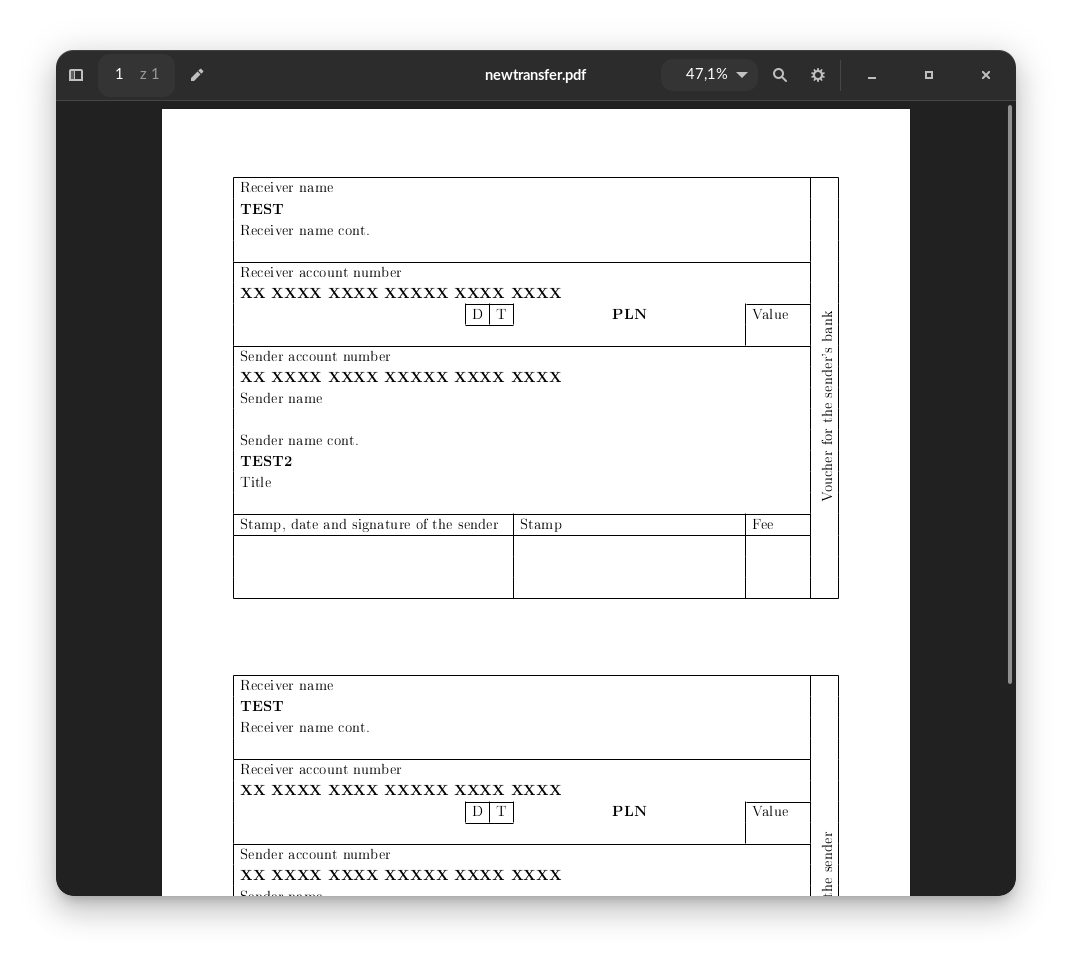 1 z 1 newtransfer.pdf 47,1%
Receiver name
TEST
Receiver name cont.
Receiver account number
XX XXXX XXXX XXXXX XXXX XXXX
D T PLN Value
Sender account number
XX XXXX XXXX XXXXX XXXX XXXX
Sender name
Sender name cont.
TEST2
Title
Stamp, date and signature of the sender Stamp Fee
Voucher for the sender's bank
Receiver name
TEST
Receiver name cont.
Receiver account number
XX XXXX XXXX XXXXX XXXX XXXX
D T PLN Value
Sender account number
XX XXXX XXXX XXXXX XXXX XXXX
Sender name
the sender